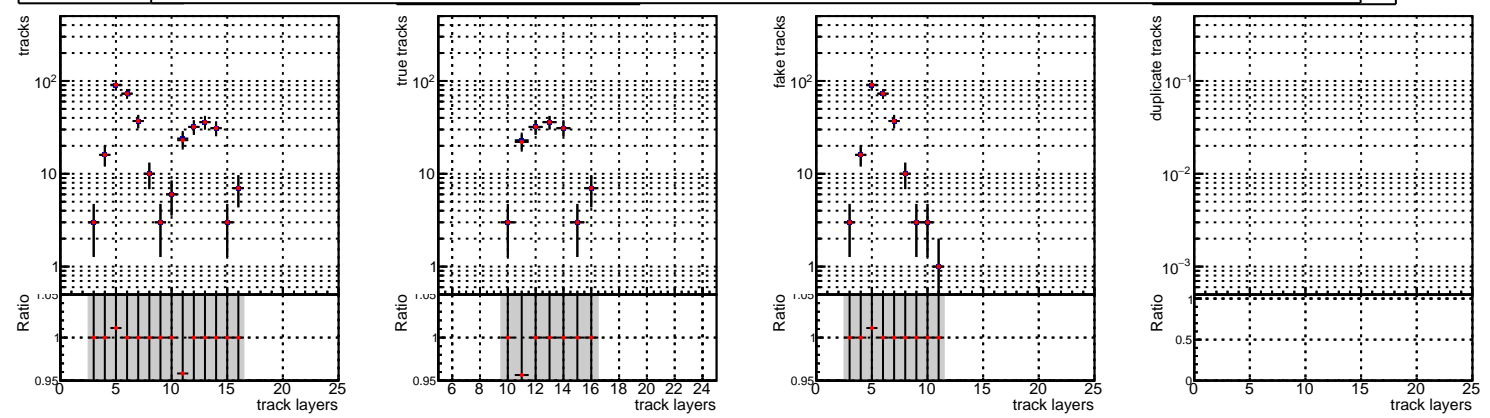 tracks
10²
10
1
Ratio
1.05
1
0.95
0 5 10 15 20 25
track layers
true tracks
10²
10
1
Ratio
1.05
1
0.95
6 8 10 12 14 16 18 20 22 24
track layers
fake tracks
10²
10
1
Ratio
1.05
1
0.95
0 5 10 15 20 25
track layers
duplicate tracks
10⁻¹
10⁻²
10⁻³
Ratio
1
0.5
0
0 5 10 15 20 25
track layers